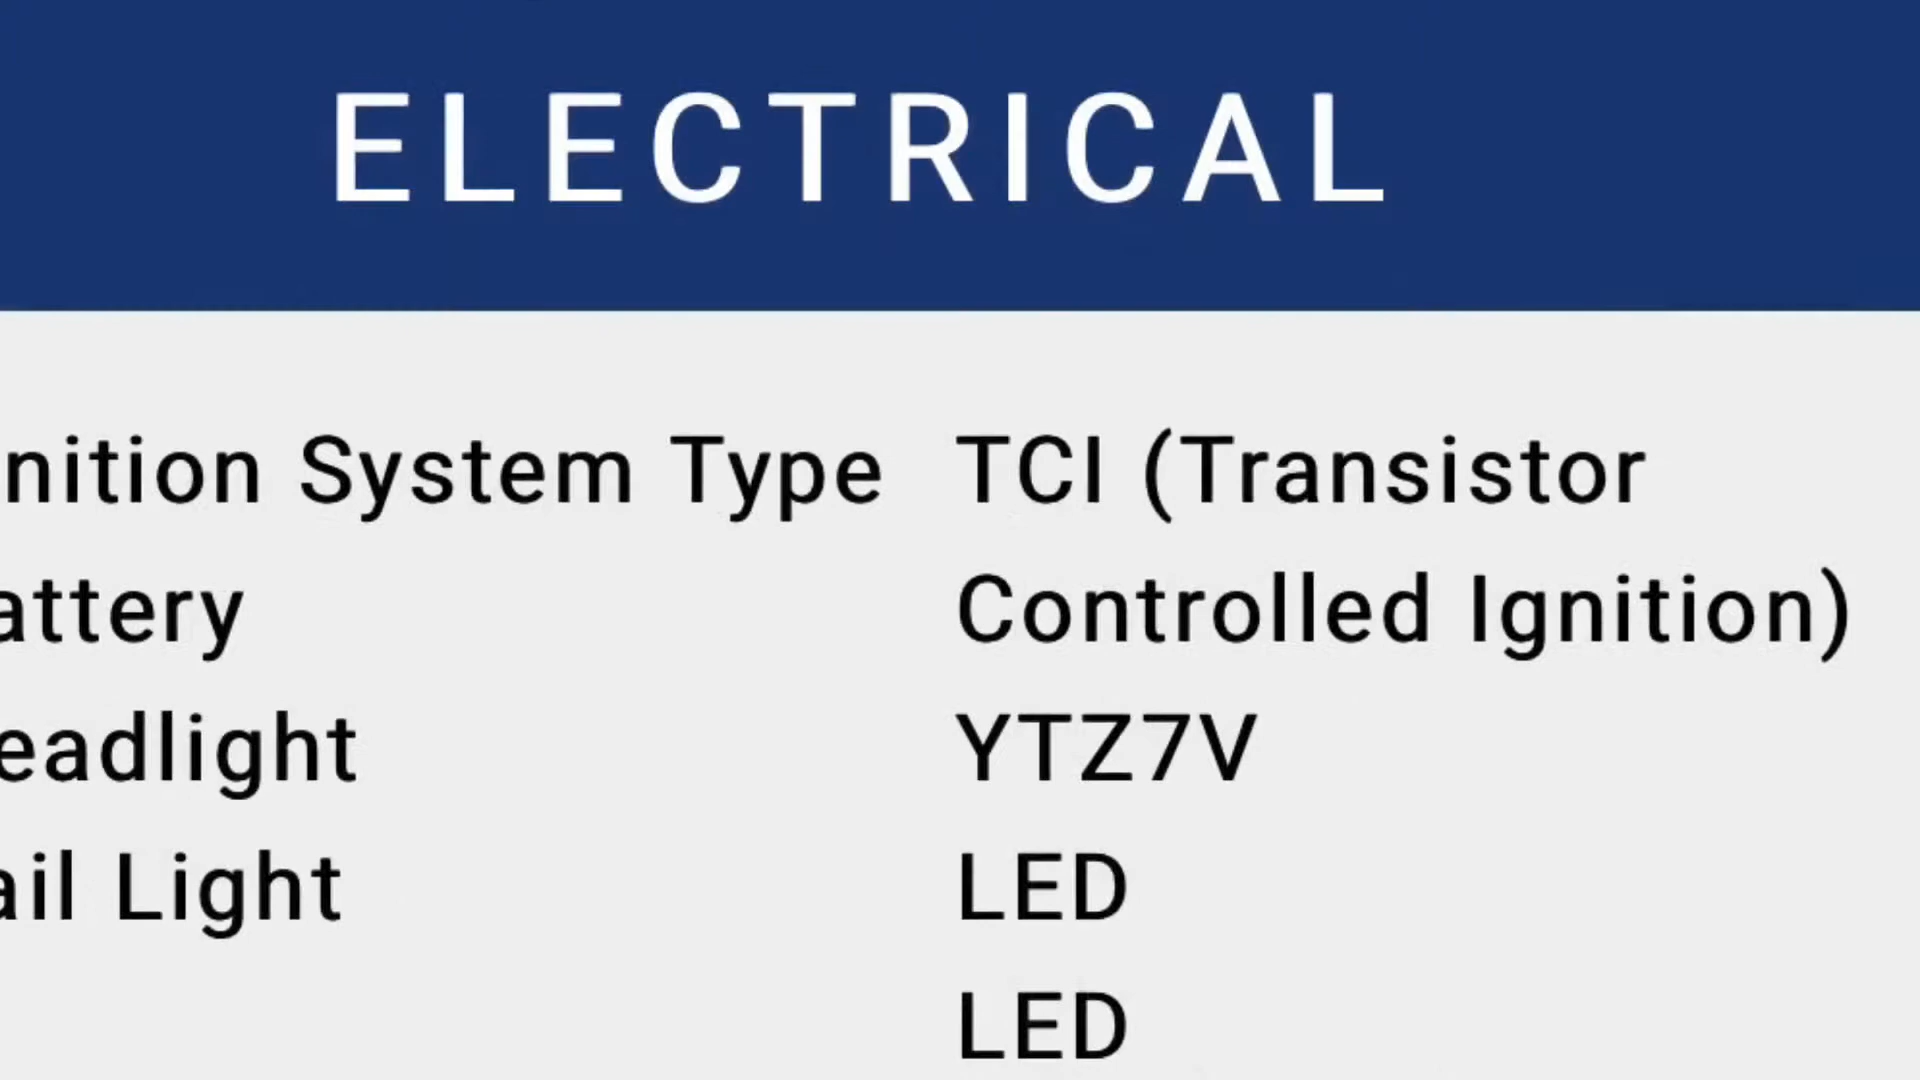 ELECTRICAL
nition System Type TCI (Transistor
attery Controlled Ignition)
eadlight YTZ7V
ail Light LED
LED